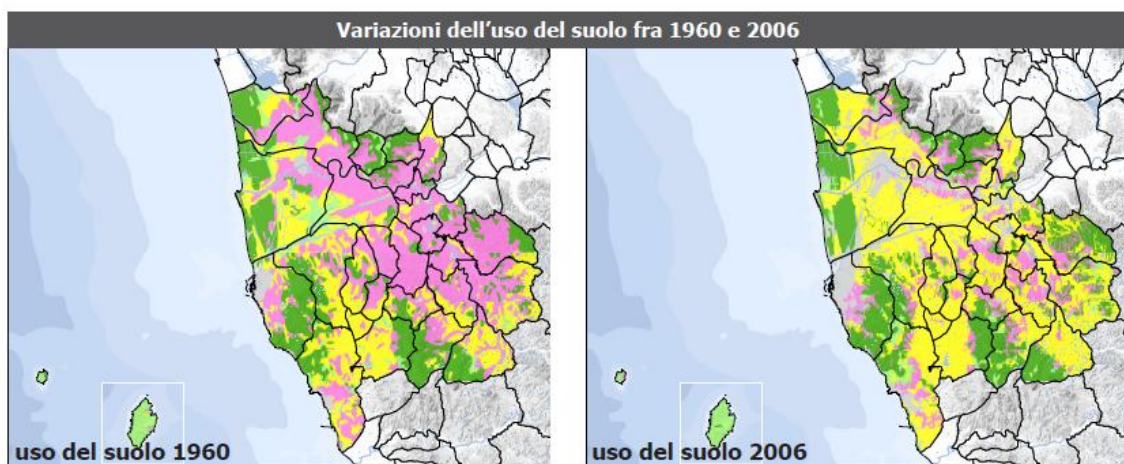 Variazioni dell'uso del suolo fra 1960 e 2006
uso del suolo 1960
uso del suolo 2006